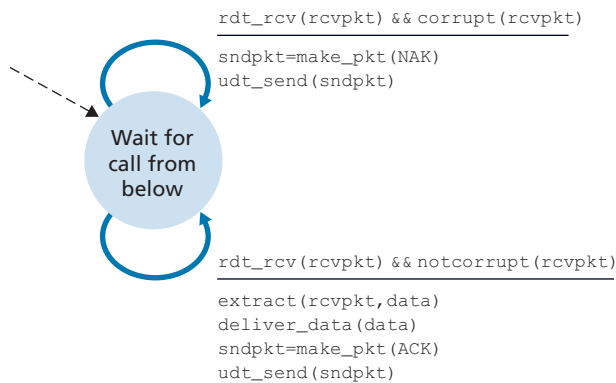 rdt_rcv(rcvpkt) && corrupt(rcvpkt)
sndpkt=make_pkt(NAK)
udt_send(sndpkt)
Wait for
call from
below
rdt_rcv(rcvpkt) && notcorrupt(rcvpkt)
extract(rcvpkt,data)
deliver_data(data)
sndpkt=make_pkt(ACK)
udt_send(sndpkt)